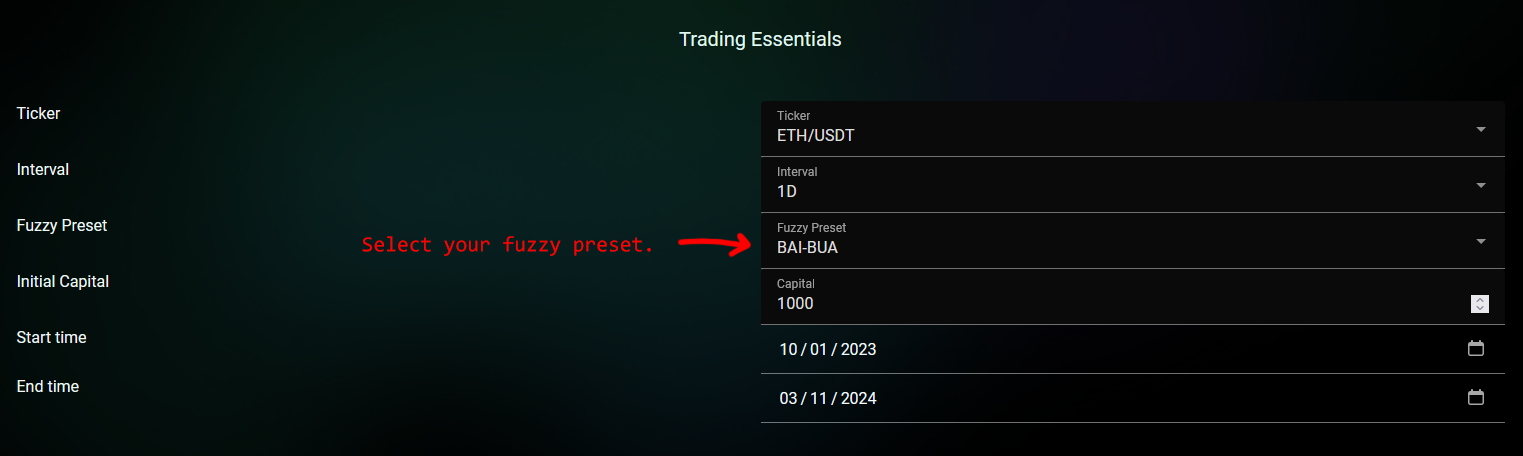 Trading Essentials
Ticker
Ticker
ETH/USDT
Interval
Interval
1D
Fuzzy Preset
Select your fuzzy preset.
Fuzzy Preset
BAI-BUA
Initial Capital
Capital
1000
Start time
10/01/2023
End time
03/11/2024